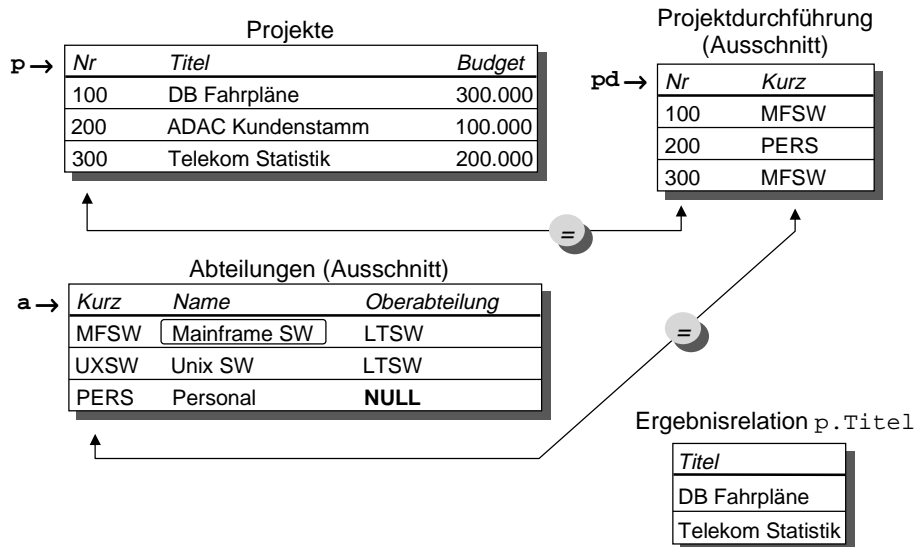 Projekte
p → Nr Titel Budget
100 DB Fahrpläne 300.000
200 ADAC Kundenstamm 100.000
300 Telekom Statistik 200.000
Projektdurchführung
(Ausschnitt)
pd → Nr Kurz
100 MFSW
200 PERS
300 MFSW
=
Abteilungen (Ausschnitt)
a → Kurz Name Oberabteilung
MFSW Mainframe SW LTSW
UXSW Unix SW LTSW
PERS Personal NULL
=
Ergebnisrelation p.Titel
Titel
DB Fahrpläne
Telekom Statistik